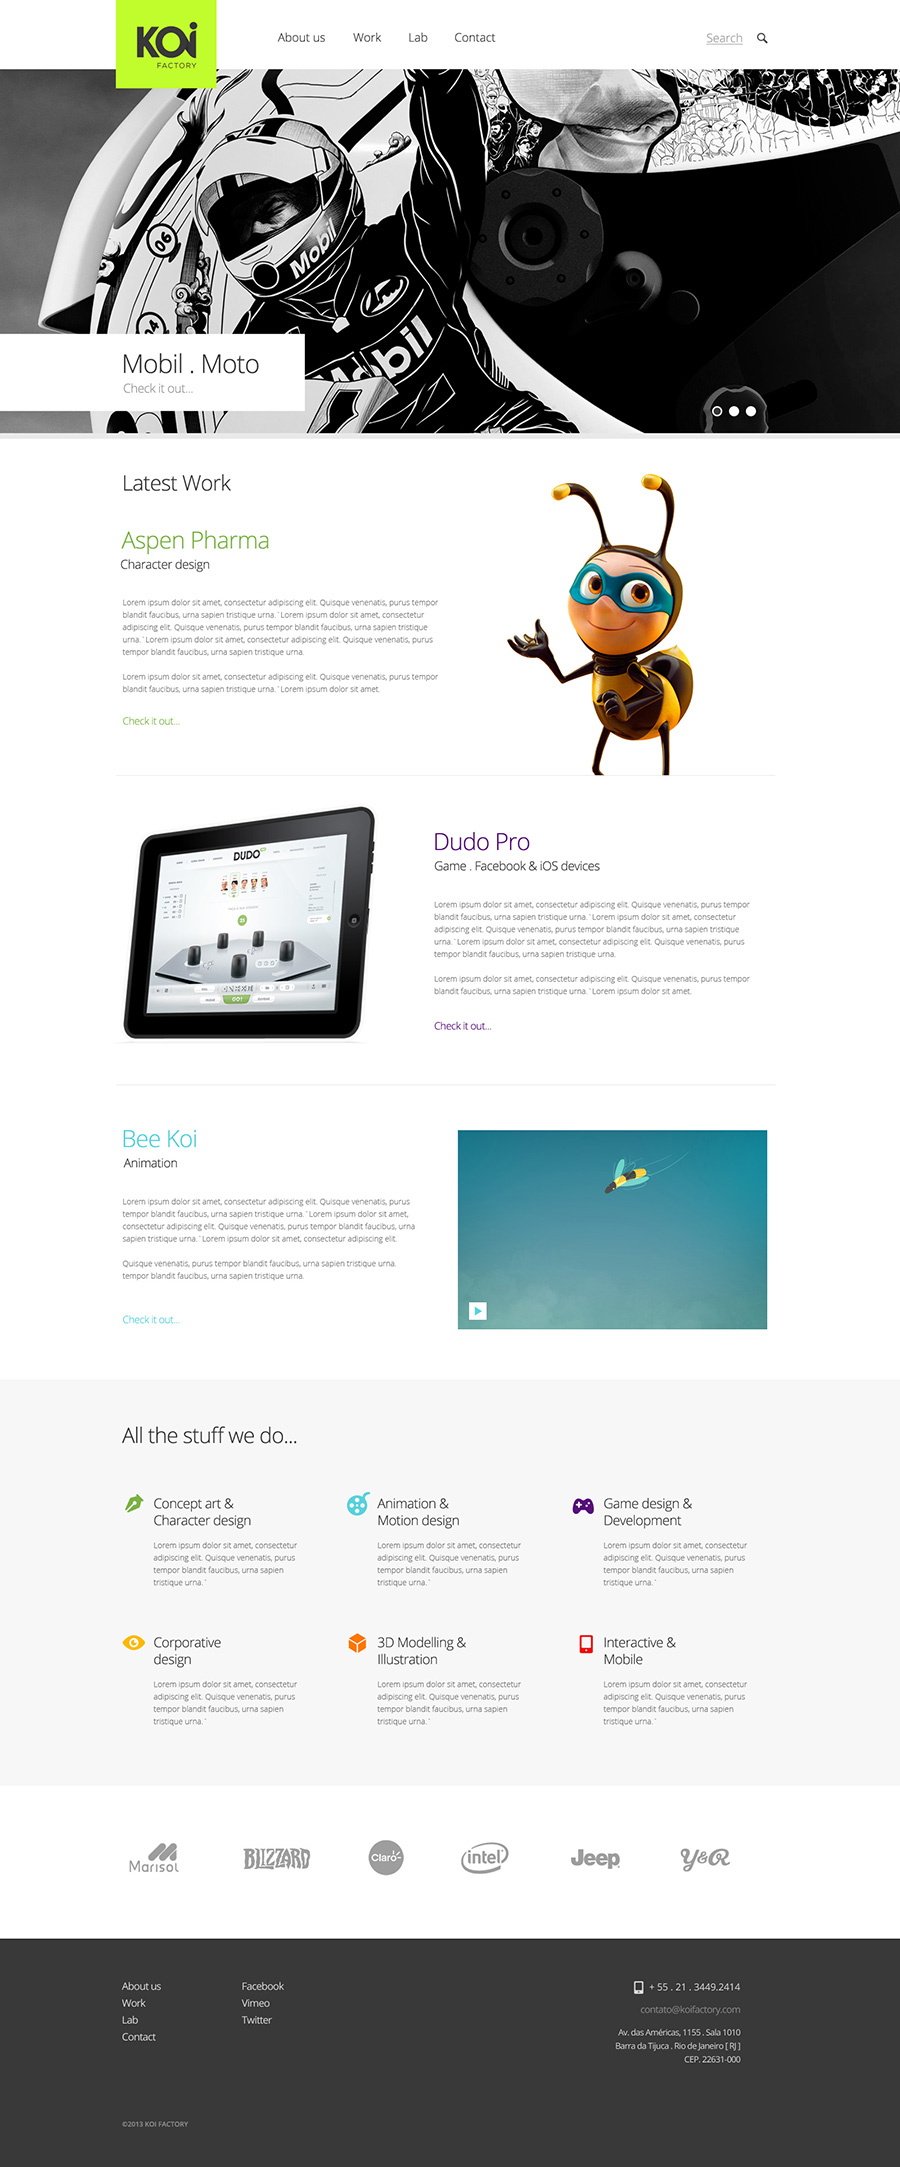 KOi
FACTORY
About us
Work
Lab
Contact
Search
06
04
Mobil
Mobil
Mobil . Moto
Check it out...
Latest Work
Aspen Pharma
Character design
Lorem ipsum dolor sit amet, consectetur adipiscing elit. Quisque venenatis, purus tempor
blandit faucibus, urna sapien tristique urna. ` Lorem ipsum dolor sit amet, consectetur
adipiscing elit. Quisque venenatis, purus tempor blandit faucibus, urna sapien tristique
urna. ` Lorem ipsum dolor sit amet, consectetur adipiscing elit. Quisque venenatis, purus
tempor blandit faucibus, urna sapien tristique urna.
Lorem ipsum dolor sit amet, consectetur adipiscing elit. Quisque venenatis, purus tempor
blandit faucibus, urna sapien tristique urna. ` Lorem ipsum dolor sit amet.
Check it out...
DUDO
GO!
Dudo Pro
Game . Facebook & iOS devices
Lorem ipsum dolor sit amet, consectetur adipiscing elit. Quisque venenatis, purus tempor
blandit faucibus, urna sapien tristique urna. ` Lorem ipsum dolor sit amet, consectetur
adipiscing elit. Quisque venenatis, purus tempor blandit faucibus, urna sapien tristique
urna. ` Lorem ipsum dolor sit amet, consectetur adipiscing elit. Quisque venenatis, purus
tempor blandit faucibus, urna sapien tristique urna.
Lorem ipsum dolor sit amet, consectetur adipiscing elit. Quisque venenatis, purus tempor
blandit faucibus, urna sapien tristique urna. ` Lorem ipsum dolor sit amet.
Check it out...
Bee Koi
Animation
Lorem ipsum dolor sit amet, consectetur adipiscing elit. Quisque venenatis, purus
tempor blandit faucibus, urna sapien tristique urna. ` Lorem ipsum dolor sit amet,
consectetur adipiscing elit. Quisque venenatis, purus tempor blandit faucibus, urna
sapien tristique urna. ` Lorem ipsum dolor sit amet, consectetur adipiscing elit.
Quisque venenatis, purus tempor blandit faucibus, urna sapien tristique urna.
tempor blandit faucibus, urna sapien tristique urna.
Check it out...
All the stuff we do...
Concept art &
Character design
Lorem ipsum dolor sit amet, consectetur
adipiscing elit. Quisque venenatis, purus
tempor blandit faucibus, urna sapien
tristique urna. `
Animation &
Motion design
Lorem ipsum dolor sit amet, consectetur
adipiscing elit. Quisque venenatis, purus
tempor blandit faucibus, urna sapien
tristique urna. `
Game design &
Development
Lorem ipsum dolor sit amet, consectetur
adipiscing elit. Quisque venenatis, purus
tempor blandit faucibus, urna sapien
tristique urna. `
Corporative
design
Lorem ipsum dolor sit amet, consectetur
adipiscing elit. Quisque venenatis, purus
tempor blandit faucibus, urna sapien
tristique urna. `
3D Modelling &
Illustration
Lorem ipsum dolor sit amet, consectetur
adipiscing elit. Quisque venenatis, purus
tempor blandit faucibus, urna sapien
tristique urna. `
Interactive &
Mobile
Lorem ipsum dolor sit amet, consectetur
adipiscing elit. Quisque venenatis, purus
tempor blandit faucibus, urna sapien
tristique urna. `
Marisol
BLIZZARD
Claro
intel
Jeep
Y&R
About us
Work
Lab
Contact
Facebook
Vimeo
Twitter
+ 55 . 21 . 3449.2414
contato@koifactory.com
Av. das Américas, 1155 . Sala 1010
Barra da Tijuca . Rio de Janeiro [ RJ ]
CEP. 22631-000
©2013 KOI FACTORY